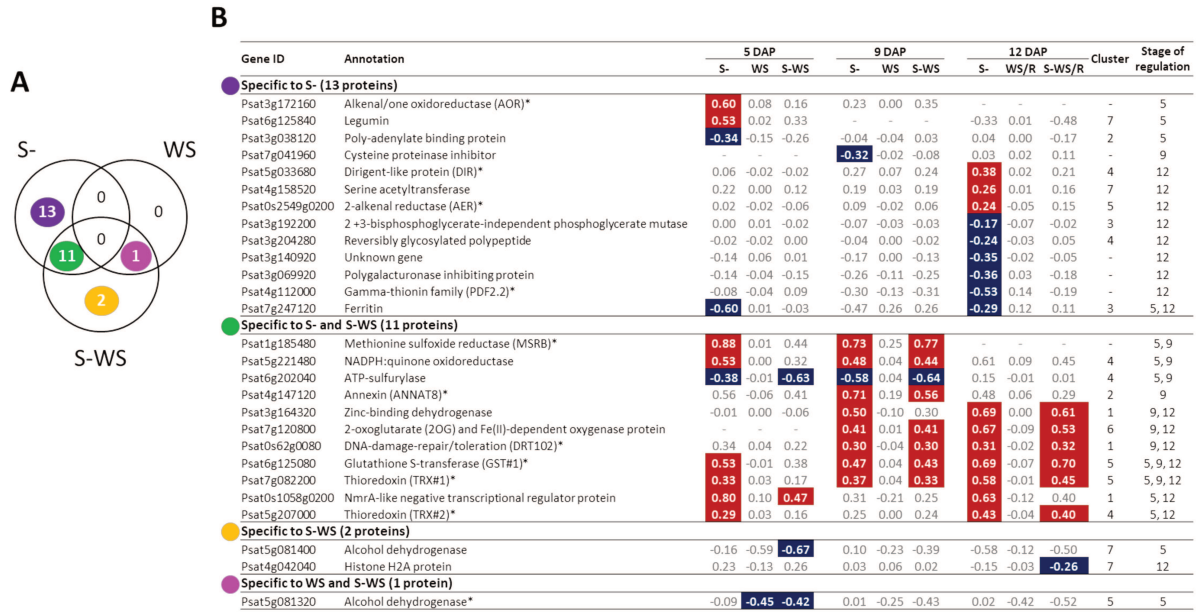 A
S-
WS
0
13
0
0
11
1
2
S-WS
B
Gene ID Annotation 5 DAP 9 DAP 12 DAP Cluster Stage of regulation
S- WS S-WS S- WS S-WS S- WS/R S-WS/R
Specific to S- (13 proteins)
Psat3g172160 Alkenal/one oxidoreductase (AOR)* 0.60 0.08 0.16 0.23 0.00 0.35 - - - - 5
Psat6g125840 Legumin 0.53 0.02 0.33 - - - -0.33 0.01 -0.48 7 5
Psat3g038120 Poly-adenylate binding protein -0.34 -0.15 -0.26 -0.04 -0.04 0.03 0.04 0.00 -0.17 2 5
Psat7g041960 Cysteine proteinase inhibitor - - - -0.32 -0.02 -0.08 0.03 0.02 0.11 - 9
Psat5g033680 Dirigent-like protein (DIR)* 0.06 -0.02 -0.02 0.27 0.07 0.24 0.38 0.02 0.21 4 12
Psat4g158520 Serine acetyltransferase 0.22 0.00 0.12 0.19 0.03 0.19 0.26 0.01 0.16 7 12
Psat0s2549g0200 2-alkenal reductase (AER)* 0.02 -0.02 -0.06 0.09 -0.02 0.06 0.24 -0.05 0.15 5 12
Psat3g192200 2 +3-bisphosphoglycerate-independent phosphoglycerate mutase 0.00 0.01 -0.02 -0.07 -0.03 -0.03 -0.17 -0.07 -0.02 3 12
Psat3g204280 Reversibly glycosylated polypeptide -0.02 -0.02 0.00 -0.04 0.00 -0.02 -0.24 -0.03 0.05 4 12
Psat3g140920 Unknown gene -0.14 0.06 0.01 -0.17 0.00 -0.13 -0.35 -0.02 -0.05 - 12
Psat3g069920 Polygalacturonase inhibiting protein -0.14 -0.04 -0.15 -0.26 -0.11 -0.25 -0.36 0.03 -0.18 - 12
Psat4g112000 Gamma-thionin family (PDF2.2)* -0.08 -0.04 0.09 -0.30 -0.13 -0.31 -0.53 0.14 -0.19 - 12
Psat7g247120 Ferritin -0.60 0.01 -0.03 -0.47 0.26 0.26 -0.29 0.12 0.11 3 5, 12
Specific to S- and S-WS (11 proteins)
Psat1g185480 Methionine sulfoxide reductase (MSRB)* 0.88 0.01 0.44 0.73 0.25 0.77 - - - - 5, 9
Psat5g221480 NADPH:quinone oxidoreductase 0.53 0.00 0.32 0.48 0.04 0.44 0.61 0.09 0.45 4 5, 9
Psat6g202040 ATP-sulfurylase -0.38 -0.01 -0.63 -0.58 0.04 -0.64 0.15 -0.01 0.01 4 5, 9
Psat4g147120 Annexin (ANNAT8)* 0.56 -0.06 0.41 0.71 0.19 0.56 0.48 0.06 0.29 2 9
Psat3g164320 Zinc-binding dehydrogenase -0.01 0.00 -0.06 0.50 -0.10 0.30 0.69 0.00 0.61 1 9, 12
Psat7g120800 2-oxoglutarate (2OG) and Fe(II)-dependent oxygenase protein - - - 0.41 0.01 0.41 0.67 -0.09 0.53 6 9, 12
Psat0s62g0080 DNA-damage-repair/toleration (DRT102)* 0.34 0.04 0.22 0.30 -0.04 0.30 0.31 -0.02 0.32 1 9, 12
Psat6g125080 Glutathione S-transferase (GST#1)* 0.53 -0.01 0.38 0.47 0.04 0.43 0.69 -0.07 0.70 5 5, 9, 12
Psat7g082200 Thioredoxin (TRX#1)* 0.33 0.03 0.17 0.37 0.04 0.33 0.58 -0.01 0.45 5 5, 9, 12
Psat0s1058g0200 NmrA-like negative transcriptional regulator protein 0.80 0.10 0.47 0.31 -0.21 0.25 0.63 -0.12 0.40 1 5, 12
Psat5g207000 Thioredoxin (TRX#2)* 0.29 0.03 0.16 0.25 0.00 0.24 0.43 -0.04 0.40 4 5, 12
Specific to S-WS (2 proteins)
Psat5g081400 Alcohol dehydrogenase -0.16 -0.59 -0.67 0.10 -0.23 -0.39 -0.58 -0.12 -0.50 7 5
Psat4g042040 Histone H2A protein 0.23 -0.13 0.26 0.03 0.06 0.02 -0.15 -0.03 -0.26 7 12
Specific to WS and S-WS (1 protein)
Psat5g081320 Alcohol dehydrogenase* -0.09 -0.45 -0.42 0.01 -0.25 -0.43 0.02 -0.42 -0.52 5 5